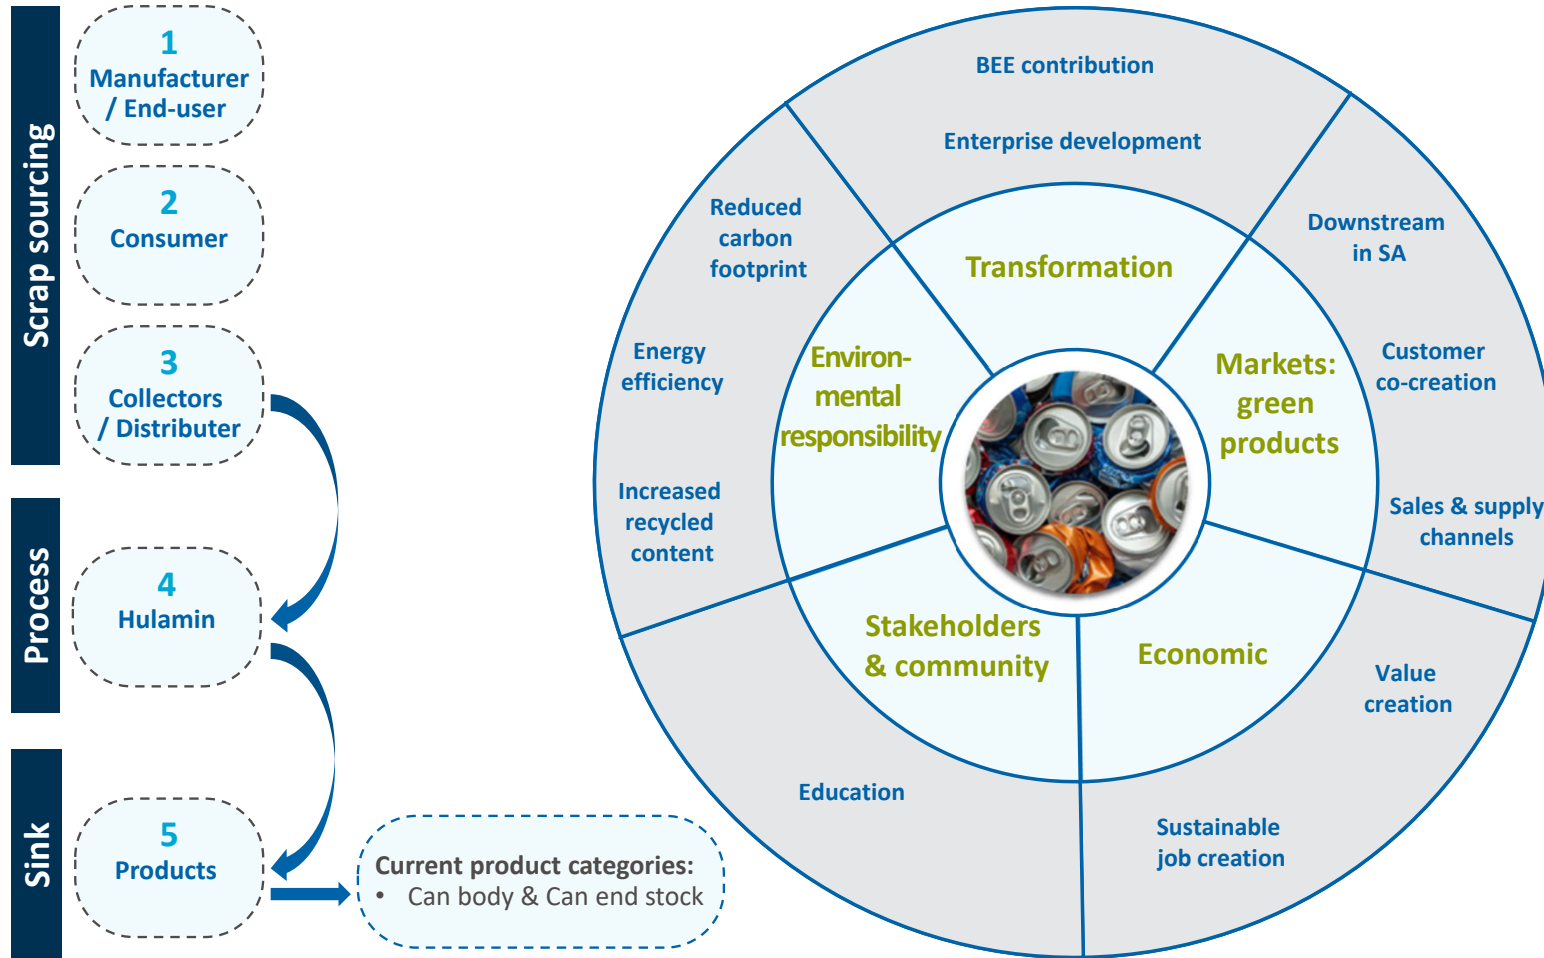 Scrap sourcing
1
Manufacturer
/ End-user
2
Consumer
3
Collectors
/ Distributer
Process
4
Hulamin
Sink
5
Products
Current product categories:
• Can body & Can end stock
BEE contribution
Enterprise development
Transformation
Downstream
in SA
Customer
co-creation
Sales & supply
channels
Markets:
green
products
Value
creation
Sustainable
job creation
Economic
Education
Stakeholders
& community
Reduced
carbon
footprint
Energy
efficiency
Increased
recycled
content
Environ-
mental
responsibility